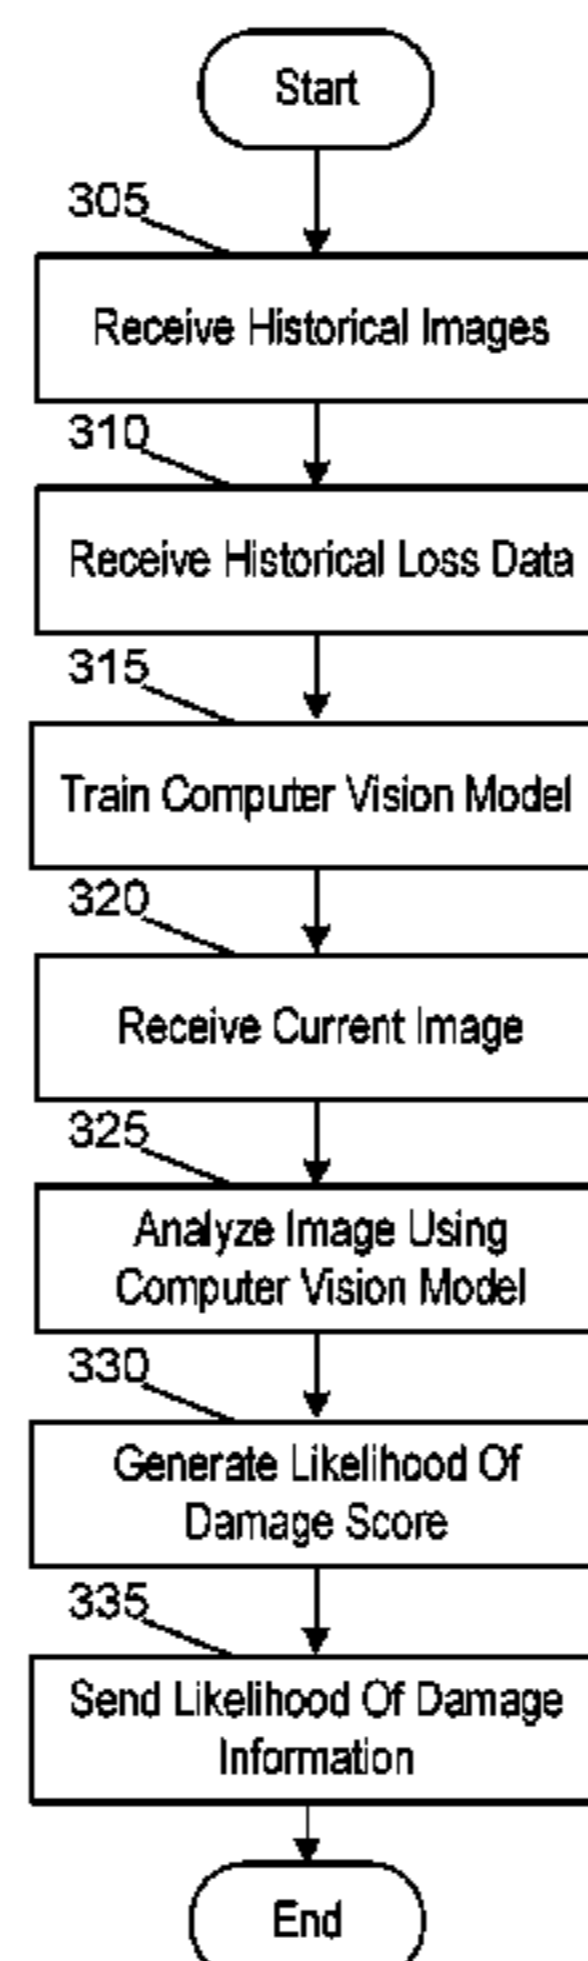 Start
305
Receive Historical Images
310
Receive Historical Loss Data
315
Train Computer Vision Model
320
Receive Current Image
325
Analyze Image Using
Computer Vision Model
330
Generate Likelihood Of
Damage Score
335
Send Likelihood Of Damage
Information
End